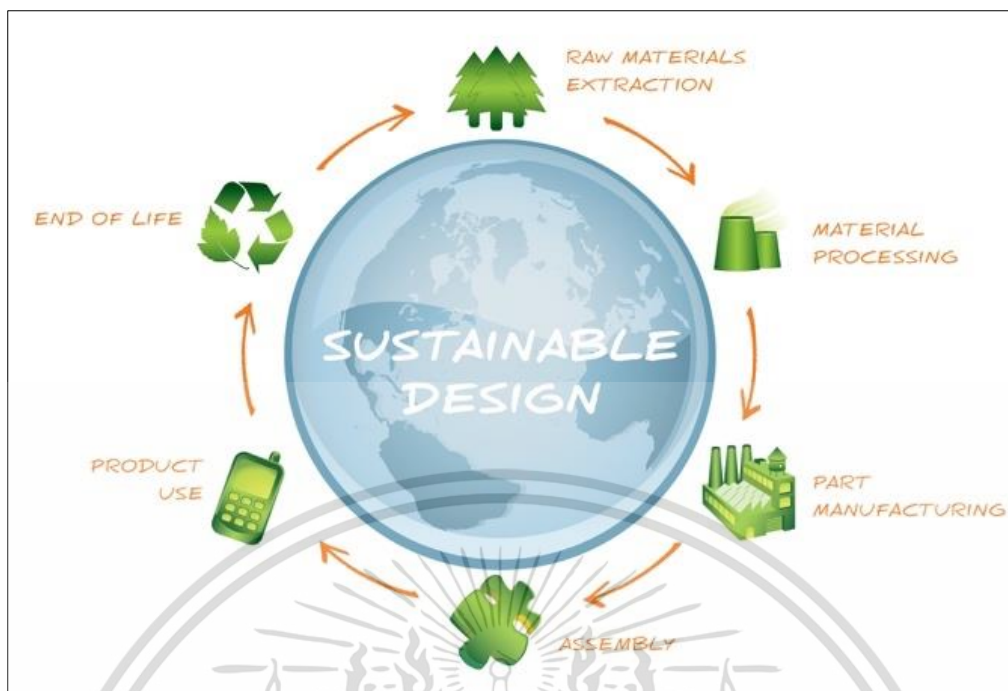 RAW MATERIALS
EXTRACTION
MATERIAL
PROCESSING
PART
MANUFACTURING
ASSEMBLY
PRODUCT
USE
END OF LIFE
SUSTAINABLE
DESIGN